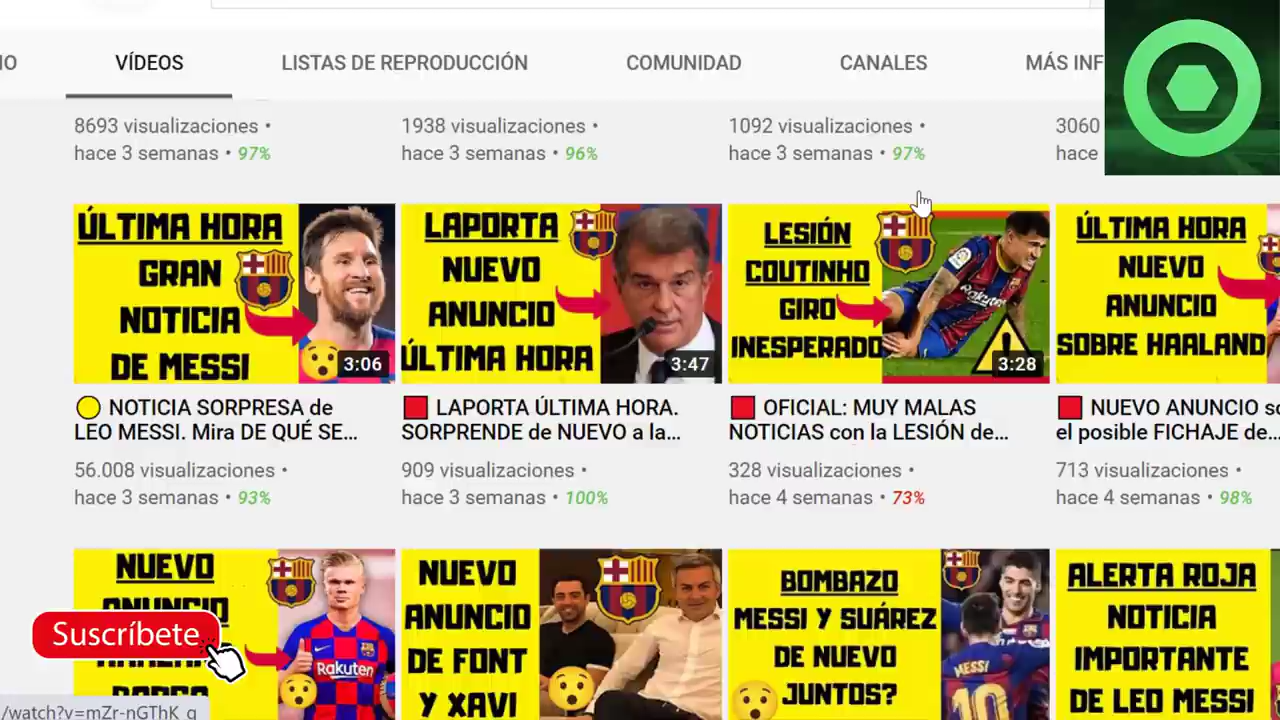 IO
VÍDEOS
LISTAS DE REPRODUCCIÓN
COMUNIDAD
CANALES
MÁS INF
8693 visualizaciones •
hace 3 semanas • 97%
1938 visualizaciones •
hace 3 semanas • 96%
1092 visualizaciones •
hace 3 semanas • 97%
3060
hace
ÚLTIMA HORA
GRAN
NOTICIA
DE MESSI
3:06
LAPORTA
NUEVO
ANUNCIO
ÚLTIMA HORA
3:47
LESIÓN
COUTINHO
GIRO
INESPERADO
Rakuten
3:28
ÚLTIMA HORA
NUEVO
ANUNCIO
SOBRE HAALAND
NOTICIA SORPRESA de
LEO MESSI. Mira DE QUÉ SE...
56.008 visualizaciones •
hace 3 semanas • 93%
LAPORTA ÚLTIMA HORA.
SORPRENDE de NUEVO a la...
909 visualizaciones •
hace 3 semanas • 100%
OFICIAL: MUY MALAS
NOTICIAS con la LESIÓN de...
328 visualizaciones •
hace 4 semanas • 73%
NUEVO ANUNCIO so
el posible FICHAJE de...
713 visualizaciones •
hace 4 semanas • 98%
NUEVO
ANUNCIO
Rakuten
NUEVO
ANUNCIO
DE FONT
Y XAVI
BOMBAZO
MESSI Y SUÁREZ
DE NUEVO
JUNTOS?
MESSI
10
ALERTA ROJA
NOTICIA
IMPORTANTE
DE LEO MESSI
Suscríbete
/watch?v=mZr-nGThK_g